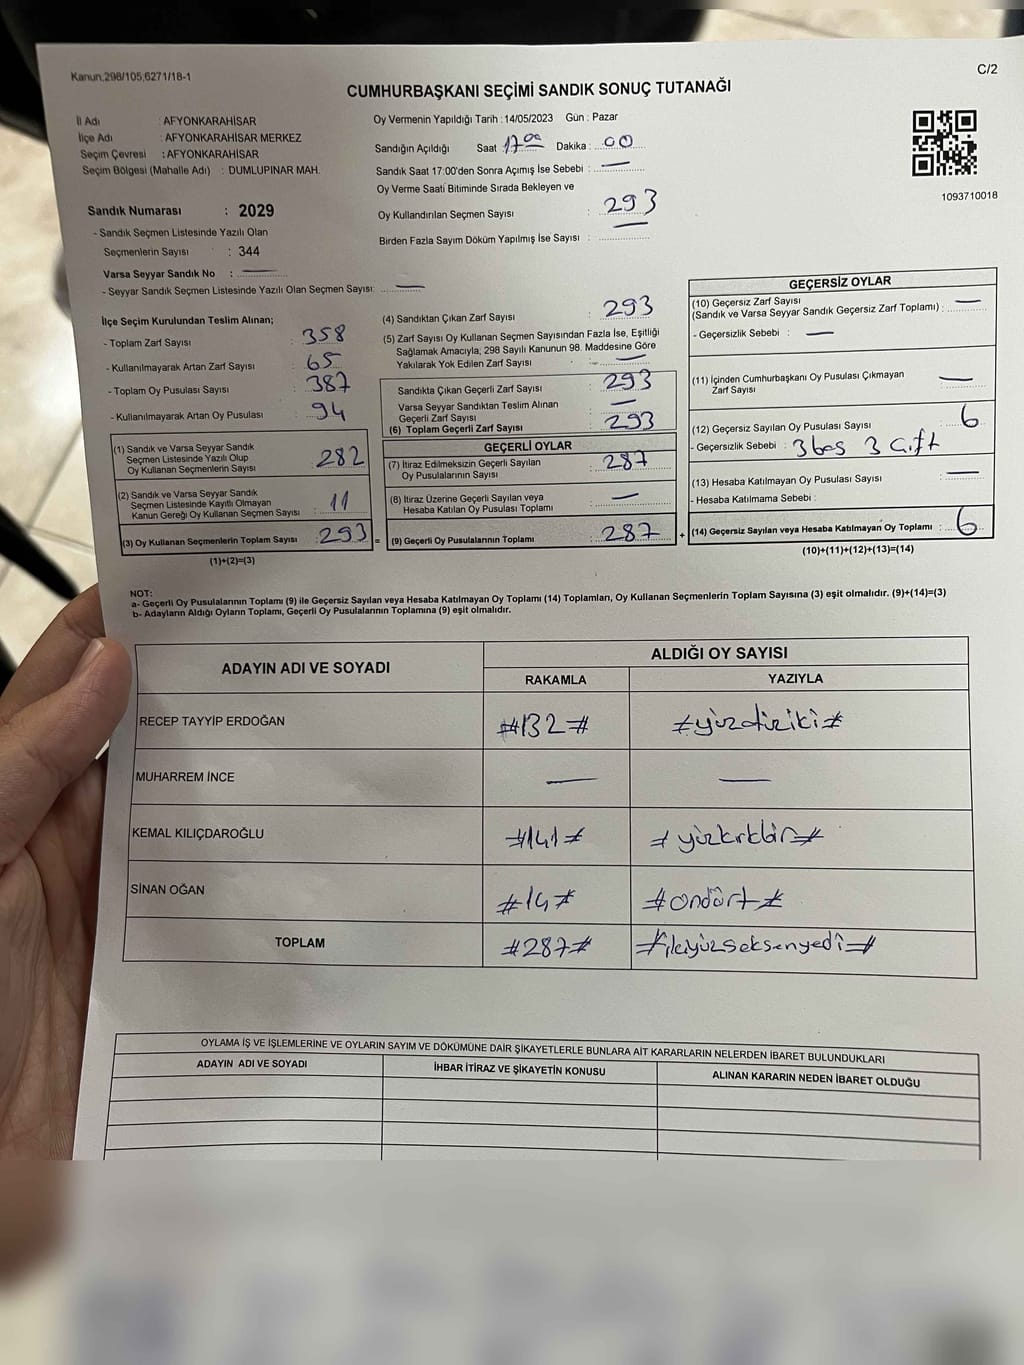 Kanun;298/105;6271/18-1
C/2
CUMHURBAŞKANI SEÇİMİ SANDIK SONUÇ TUTANAĞI
İl Adı : AFYONKARAHİSAR
İlçe Adı : AFYONKARAHİSAR MERKEZ
Seçim Çevresi : AFYONKARAHİSAR
Seçim Bölgesi (Mahalle Adı) : DUMLUPINAR MAH.
Sandık Numarası : 2029
- Sandık Seçmen Listesinde Yazılı Olan
Seçmenlerin Sayısı : 344
Varsa Seyyar Sandık No : —
- Seyyar Sandık Seçmen Listesinde Yazılı Olan Seçmen Sayısı: —
Oy Vermenin Yapıldığı Tarih : 14/05/2023 Gün : Pazar
Sandığın Açıldığı Saat : 17 00 Dakika : 00
Sandık Saat 17:00'den Sonra Açımış İse Sebebi : —
Oy Verme Saati Bitiminde Sırada Bekleyen ve
Oy Kullandırılan Seçmen Sayısı : 293
Birden Fazla Sayım Döküm Yapılmış İse Sayısı : —
1093710018
İlçe Seçim Kurulundan Teslim Alınan;
- Toplam Zarf Sayısı : 358
- Kullanılmayarak Artan Zarf Sayısı : 65
- Toplam Oy Pusulası Sayısı : 387
- Kullanılmayarak Artan Oy Pusulası : 94
(1) Sandık ve Varsa Seyyar Sandık
Seçmen Listesinde Yazılı Olup
Oy Kullanan Seçmenlerin Sayısı : 282
(2) Sandık ve Varsa Seyyar Sandık
Seçmen Listesinde Kayıtlı Olmayan
Kanun Gereği Oy Kullanan Seçmen Sayısı : 11
(3) Oy Kullanan Seçmenlerin Toplam Sayısı : 293 =
(1)+(2)=(3)
(4) Sandıktan Çıkan Zarf Sayısı : 293
(5) Zarf Sayısı Oy Kullanan Seçmen Sayısından Fazla İse, Eşitliği
Sağlamak Amacıyla, 298 Sayılı Kanunun 98. Maddesine Göre
Yakılarak Yok Edilen Zarf Sayısı : —
Sandıkta Çıkan Geçerli Zarf Sayısı : 293
Varsa Seyyar Sandıktan Teslim Alınan
Geçerli Zarf Sayısı : —
(6) Toplam Geçerli Zarf Sayısı : 293
GEÇERLİ OYLAR
(7) İtiraz Edilmeksizin Geçerli Sayılan
Oy Pusulalarının Sayısı : 287
(8) İtiraz Üzerine Geçerli Sayılan veya
Hesaba Katılan Oy Pusulası Toplamı : —
(9) Geçerli Oy Pusulalarının Toplamı : 287 +
GEÇERSİZ OYLAR
(10) Geçersiz Zarf Sayısı
(Sandık ve Varsa Seyyar Sandık Geçersiz Zarf Toplamı) : —
- Geçersizlik Sebebi : —
(11) İçinden Cumhurbaşkanı Oy Pusulası Çıkmayan
Zarf Sayısı : —
(12) Geçersiz Sayılan Oy Pusulası Sayısı : 6
- Geçersizlik Sebebi : 3 boş 3 çift
(13) Hesaba Katılmayan Oy Pusulası Sayısı : —
- Hesaba Katılmama Sebebi :
(14) Geçersiz Sayılan veya Hesaba Katılmayan Oy Toplamı : 6
(10)+(11)+(12)+(13)=(14)
NOT:
a- Geçerli Oy Pusulalarının Toplamı (9) ile Geçersiz Sayılan veya Hesaba Katılmayan Oy Toplamı (14) Toplamları, Oy Kullanan Seçmenlerin Toplam Sayısına (3) eşit olmalıdır. (9)+(14)=(3)
b- Adayların Aldığı Oyların Toplamı, Geçerli Oy Pusulalarının Toplamına (9) eşit olmalıdır.
ADAYIN ADI VE SOYADI
ALDIĞI OY SAYISI
RAKAMLA YAZIYLA
RECEP TAYYİP ERDOĞAN #132# #yüzotuziki#
MUHARREM İNCE — —
KEMAL KILIÇDAROĞLU #141# #yüzkırkbir#
SİNAN OĞAN #14# #ondört#
TOPLAM #287# #ikiyüzseksenyedi#
OYLAMA İŞ VE İŞLEMLERİNE VE OYLARIN SAYIM VE DÖKÜMÜNE DAİR ŞİKAYETLERLE BUNLARA AİT KARARLARIN NELERDEN İBARET BULUNDUKLARI
ADAYIN ADI VE SOYADI İHBAR İTİRAZ VE ŞİKAYETİN KONUSU ALINAN KARARIN NEDEN İBARET OLDUĞU